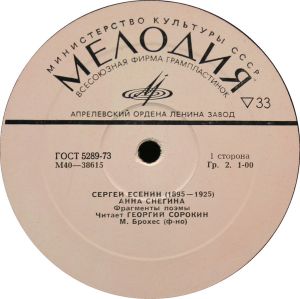 МИНИСТЕРСТВО КУЛЬТУРЫ СССР
МЕЛОДИЯ
ВСЕСОЮЗНАЯ ФИРМА ГРАМПЛАСТИНОК
АПРЕЛЕВСКИЙ ОРДЕНА ЛЕНИНА ЗАВОД
▽33
ГОСТ 5289-73
М40—38615
1 сторона
Гр. 2. 1-00
СЕРГЕЙ ЕСЕНИН (1895—1925)
АННА СНЕГИНА
Фрагменты поэмы
Читает ГЕОРГИЙ СОРОКИН
М. Брохес (ф-но)